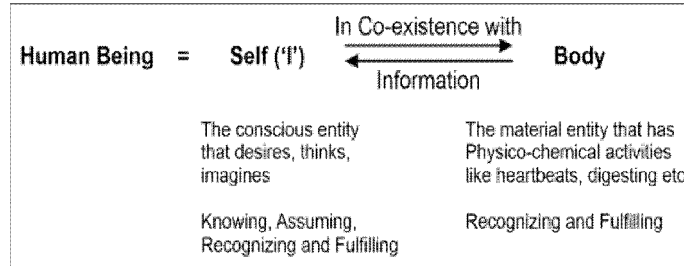 In Co-existence with
Human Being = Self ('I') Body
Information
The conscious entity The material entity that has
that desires, thinks, Physico-chemical activities
imagines like heartbeats, digesting etc
Knowing, Assuming, Recognizing and Fulfilling
Recognizing and Fulfilling